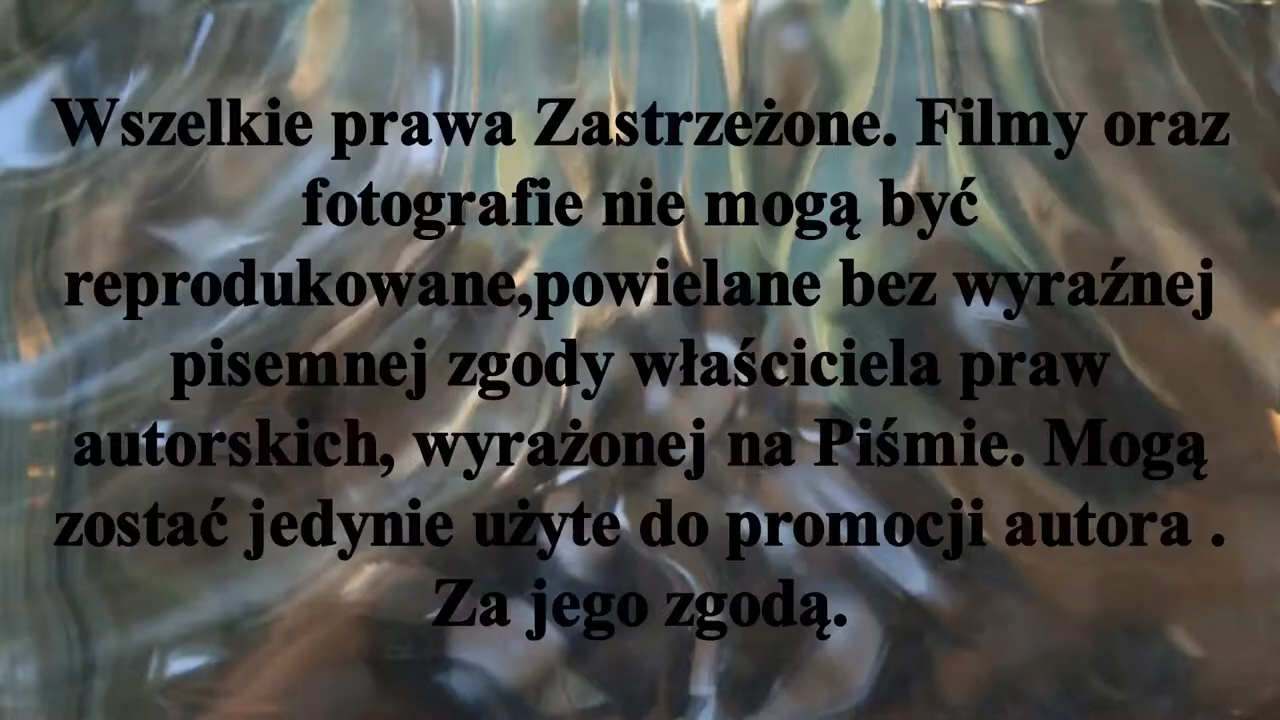 Wszelkie prawa Zastrzeżone. Filmy oraz
fotografie nie mogą być
reprodukowane,powielane bez wyraźnej
pisemnej zgody właściciela praw
autorskich, wyrażonej na Piśmie. Mogą
zostać jedynie użyte do promocji autora .
Za jego zgodą.